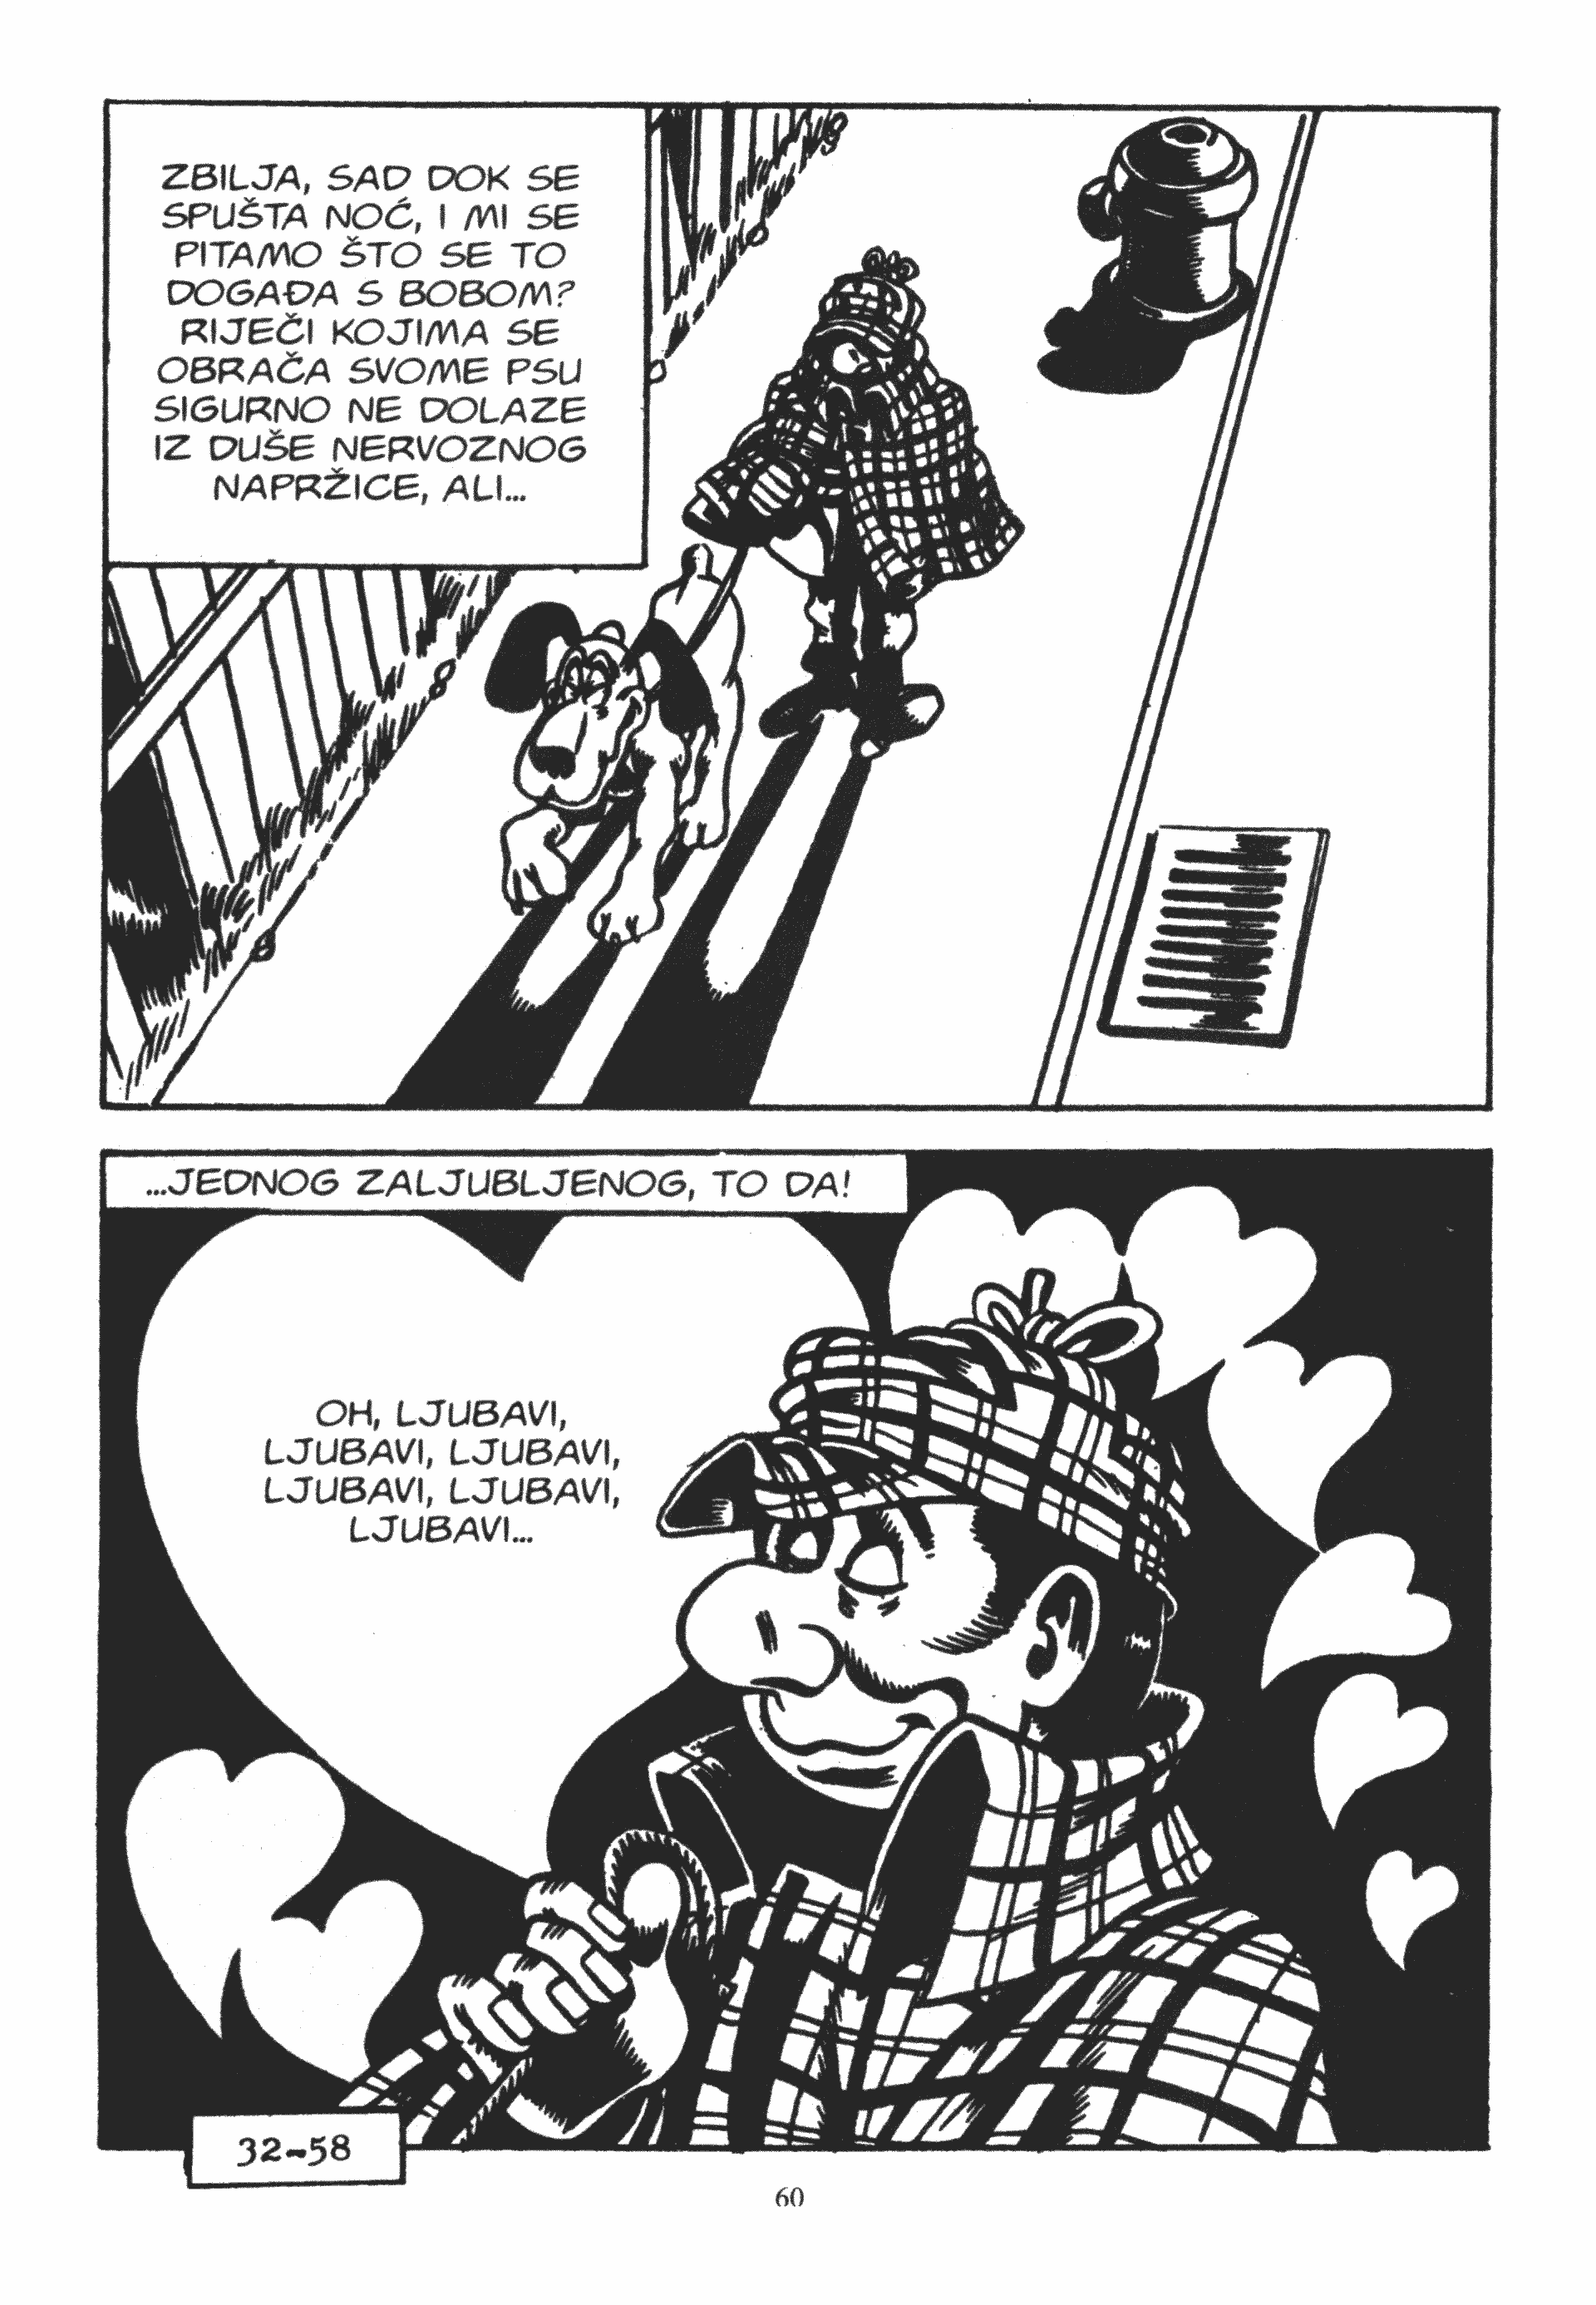 ZBILJA, SAD DOK SE
SPUŠTA NOĆ, I MI SE
PITAMO ŠTO SE TO
DOGAĐA S BOBOM?
RIJEČI KOJIMA SE
OBRAČA SVOME PSU
SIGURNO NE DOLAZE
IZ DUŠE NERVOZNOG
NAPRŽICE, ALI...
...JEDNOG ZALJUBLJENOG, TO DA!
OH, LJUBAVI,
LJUBAVI, LJUBAVI,
LJUBAVI, LJUBAVI,
LJUBAVI...
32-58
60